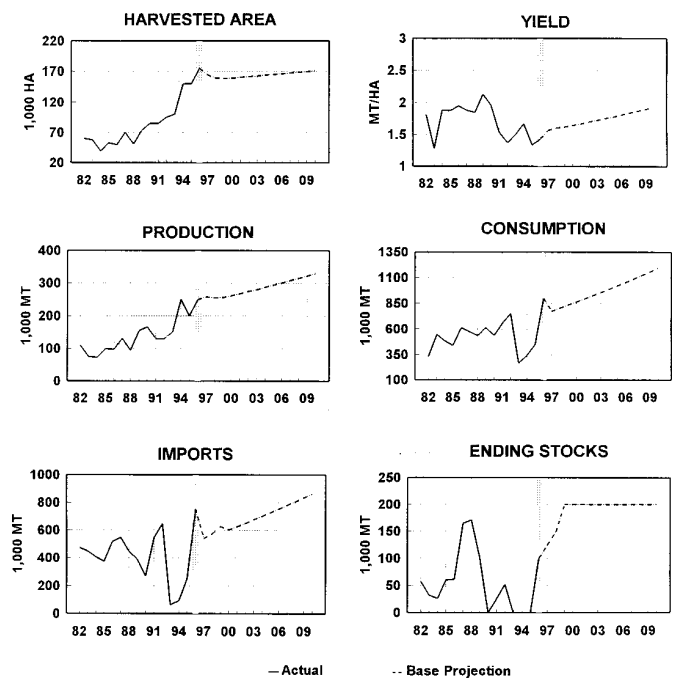 HARVESTED AREA
1,000 HA
220
170
120
70
20
82 85 88 91 94 97 00 03 06 09
YIELD
MT/HA
3
2.5
2
1.5
1
82 85 88 91 94 97 00 03 06 09
PRODUCTION
1,000 MT
400
300
200
100
0
82 85 88 91 94 97 00 03 06 09
CONSUMPTION
1,000 MT
1350
1100
850
600
350
100
82 85 88 91 94 97 00 03 06 09
IMPORTS
1,000 MT
1000
800
600
400
200
0
82 85 88 91 94 97 00 03 06 09
ENDING STOCKS
1,000 MT
250
200
150
100
50
0
82 85 88 91 94 97 00 03 06 09
— Actual
-- Base Projection